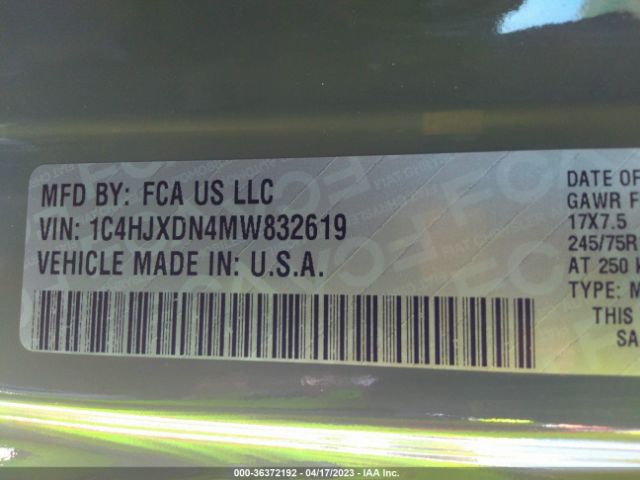 MFD BY: FCA US LLC
VIN: 1C4HJXDN4MW832619
VEHICLE MADE IN: U.S.A.
DATE OF
GAWR F
17X7.5
245/75R
AT 250
TYPE: M
THIS
SA
000-36372192 - 04/17/2023 - IAA Inc.